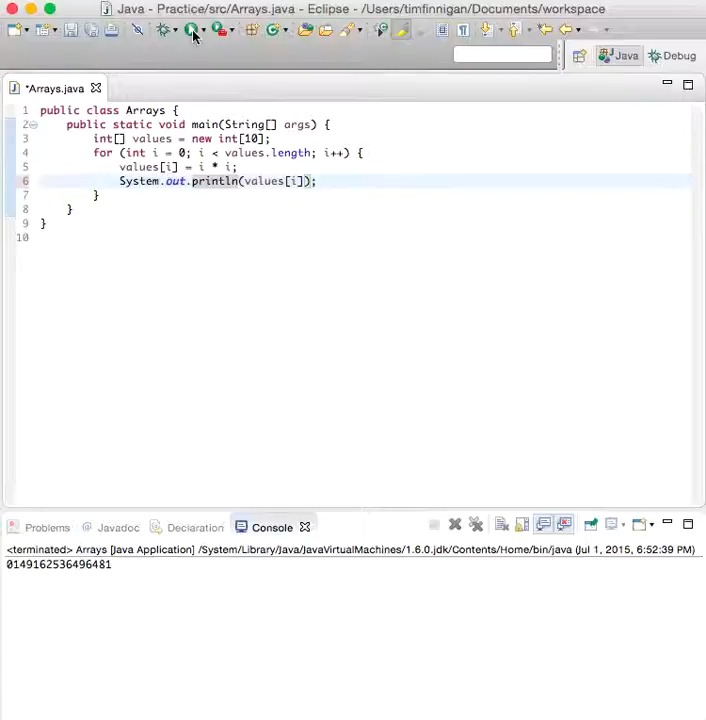 Java - Practice/src/Arrays.java - Eclipse - /Users/timfinnigan/Documents/workspace
Java
Debug
*Arrays.java
1 public class Arrays {
2 public static void main(String[] args) {
3 int[] values = new int[10];
4 for (int i = 0; i < values.length; i++) {
5 values[i] = i * i;
6 System.out.println(values[i]);
7 }
8 }
9 }
10
Problems @ Javadoc Declaration Console
<terminated> Arrays [Java Application] /System/Library/Java/JavaVirtualMachines/1.6.0.jdk/Contents/Home/bin/java (Jul 1, 2015, 6:52:39 PM)
0149162536496481